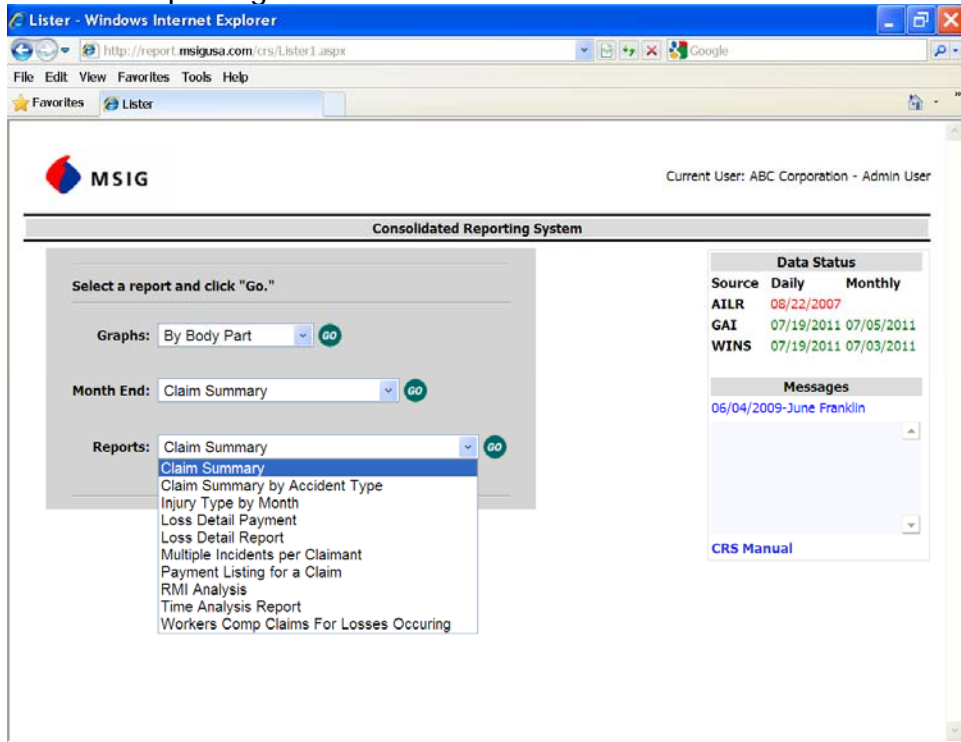 Lister - Windows Internet Explorer
http://report.msigusa.com/crs/Lister1.aspx
Google
File Edit View Favorites Tools Help
Favorites
Lister
MSIG
Current User: ABC Corporation - Admin User
Consolidated Reporting System
Select a report and click "Go."
Graphs: By Body Part GO
Month End: Claim Summary GO
Reports: Claim Summary GO
Claim Summary
Claim Summary by Accident Type
Injury Type by Month
Loss Detail Payment
Loss Detail Report
Multiple Incidents per Claimant
Payment Listing for a Claim
RMI Analysis
Time Analysis Report
Workers Comp Claims For Losses Occuring
Data Status
Source Daily Monthly
AILR 08/22/2007
GAI 07/19/2011 07/05/2011
WINS 07/19/2011 07/03/2011
Messages
06/04/2009-June Franklin
CRS Manual